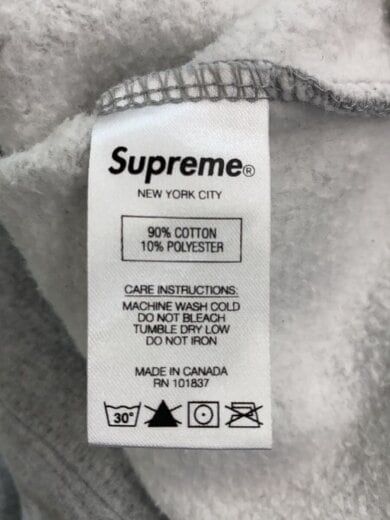 Supreme®
NEW YORK CITY
90% COTTON
10% POLYESTER
CARE INSTRUCTIONS:
MACHINE WASH COLD
DO NOT BLEACH
TUMBLE DRY LOW
DO NOT IRON
MADE IN CANADA
RN 101837
30°